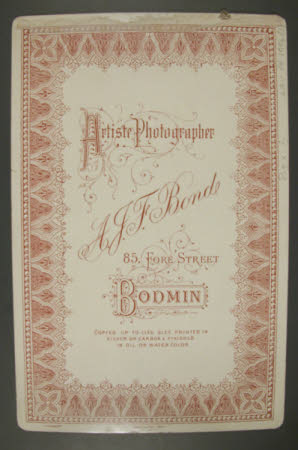 Artiste Photographer
A.J.F. Bond
85. FORE STREET
BODMIN
COPIED UP TO LIFE SIZE PRINTED IN
SILVER OR CARBON & FINISHED
IN OIL OR WATER COLOR